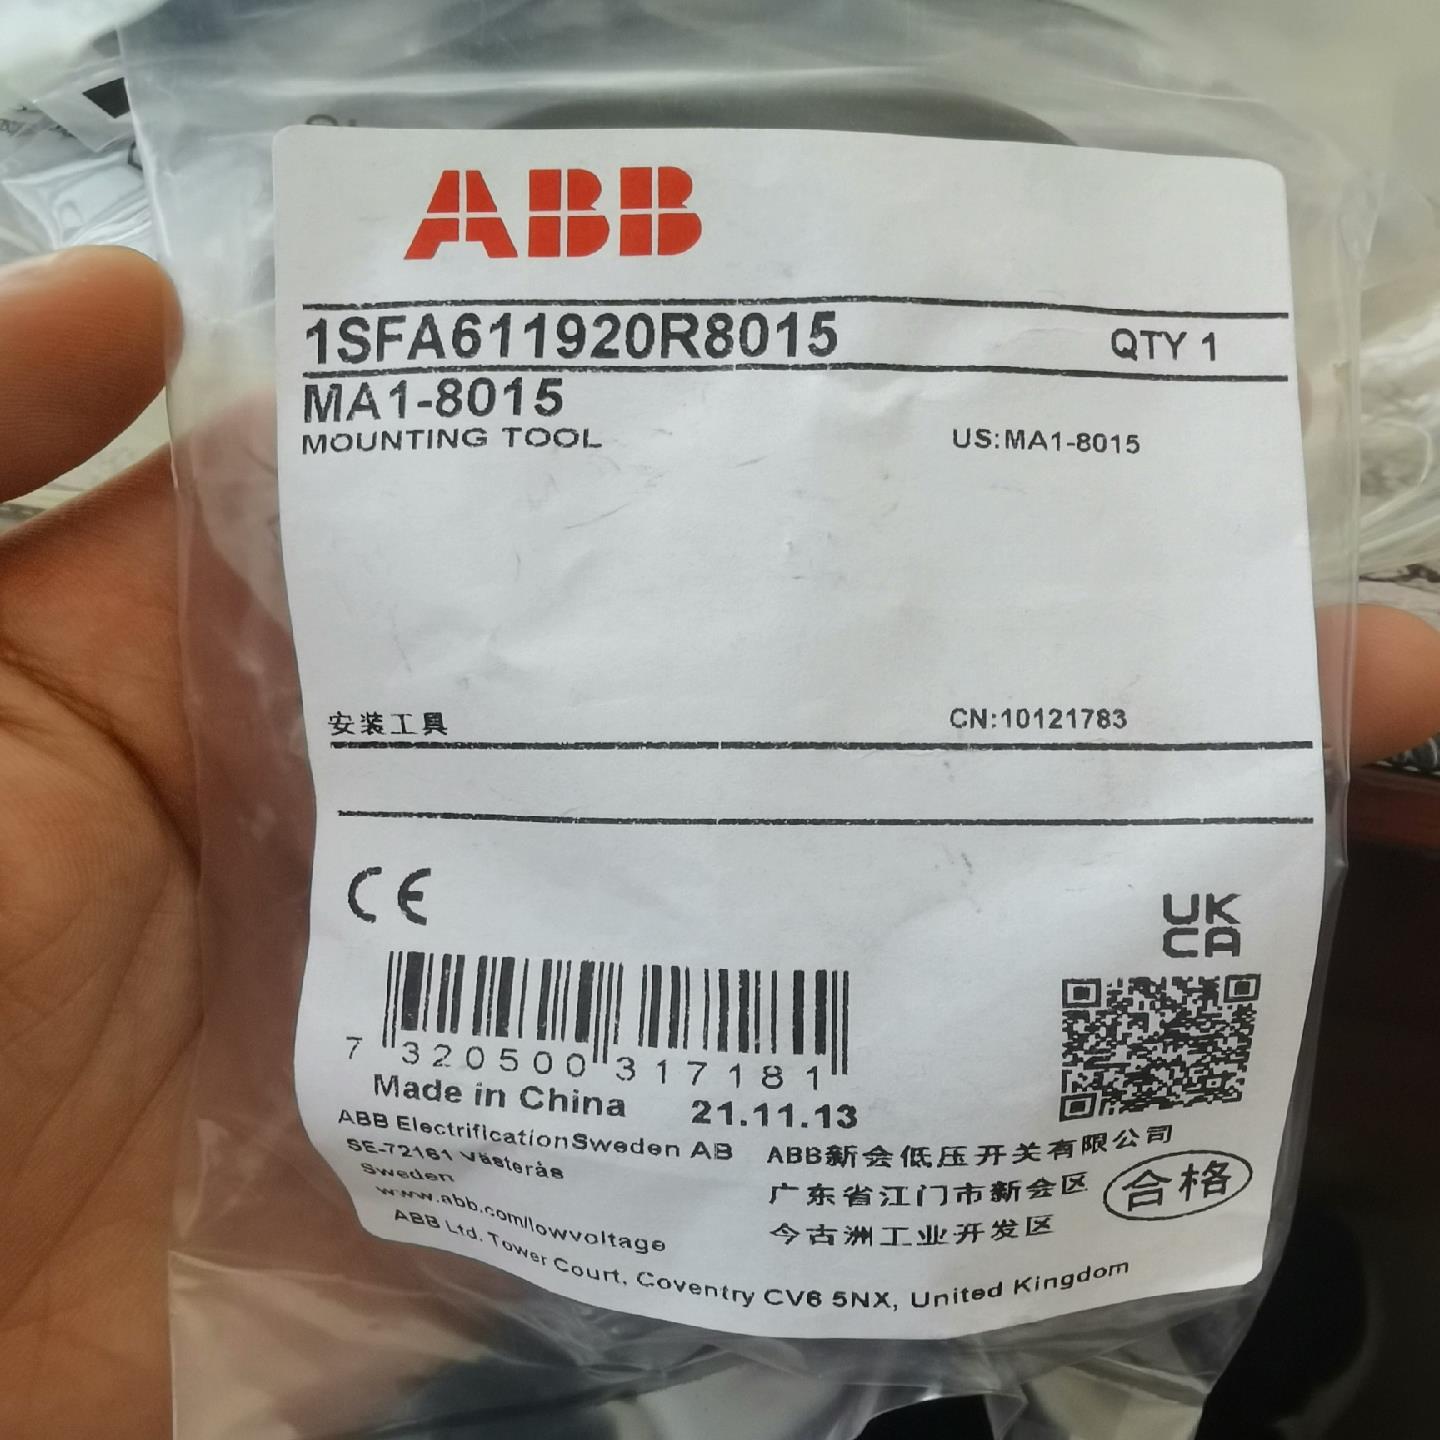 ABB
1SFA611920R8015 QTY 1
MA1-8015
MOUNTING TOOL US:MA1-8015
安装工具 CN:10121783
CE
UK
CA
7 320500 317181
Made in China 21.11.13
ABB ElectrificationSweden AB
SE-72161 Västerås
Sweden
www.abb.com/lowvoltage
ABB新会低压开关有限公司
广东省江门市新会区
今古洲工业开发区
合格
ABB Ltd. Tower Court, Coventry CV6 5NX, United Kingdom